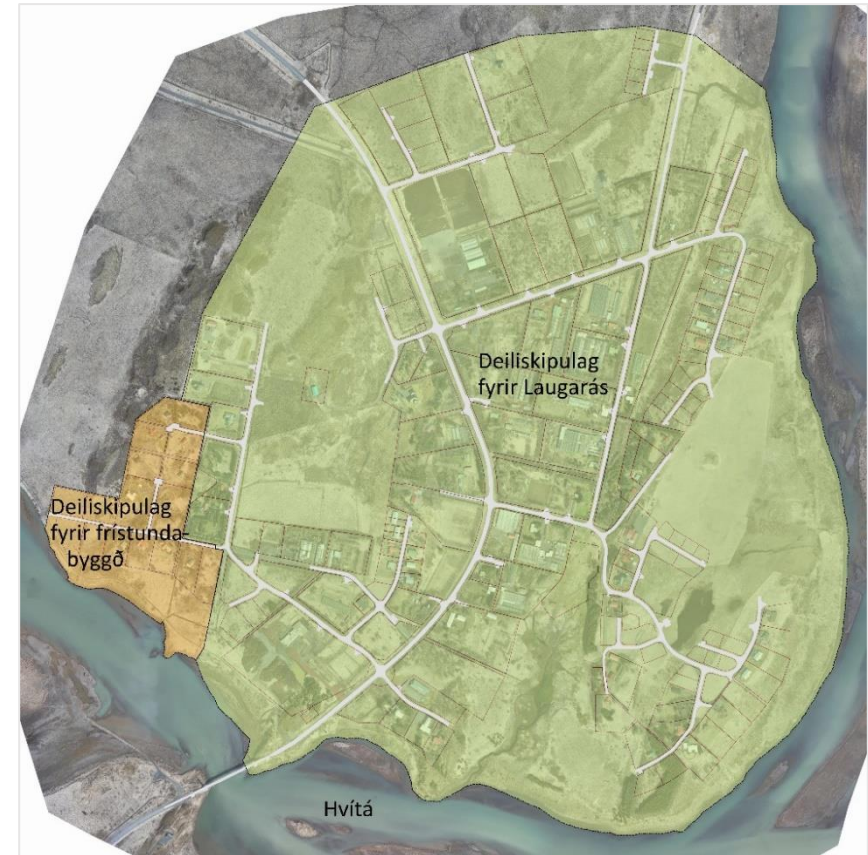 Deiliskipulag
fyrir Laugarás
Deiliskipulag
fyrir frístunda-
byggð
Hvítá